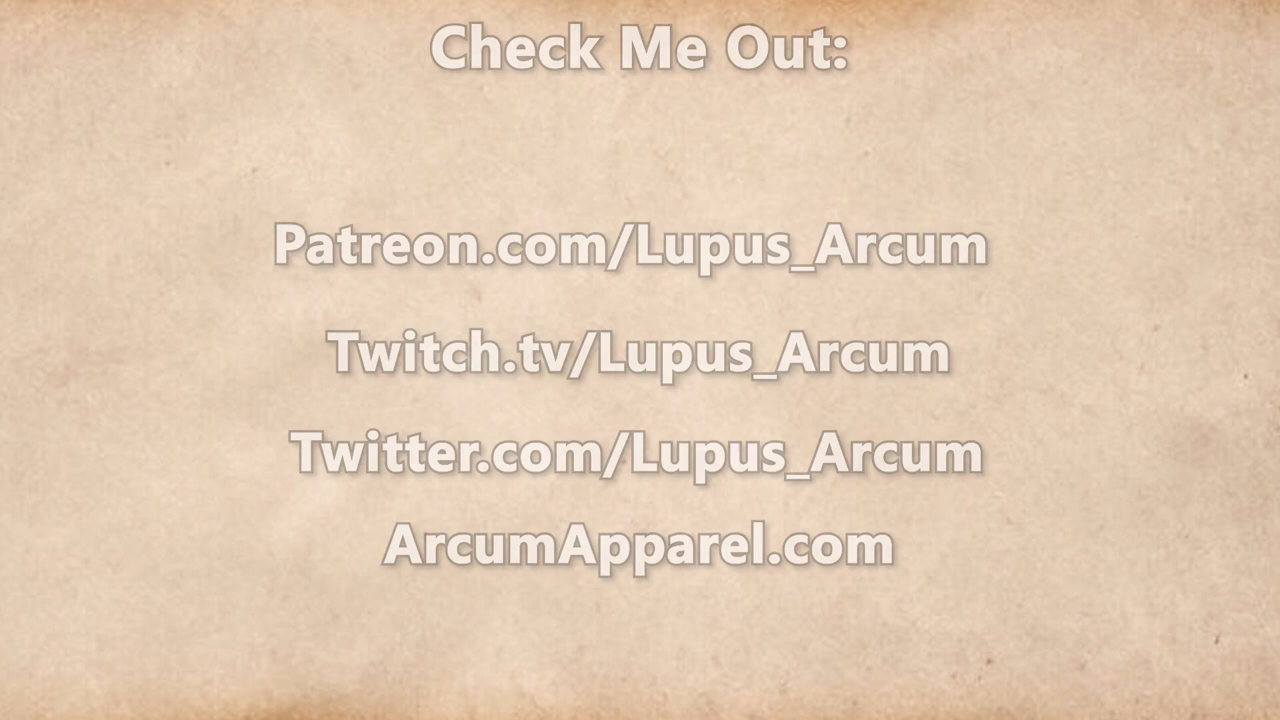 Check Me Out:
Patreon.com/Lupus_Arcum
Twitch.tv/Lupus_Arcum
Twitter.com/Lupus_Arcum
ArcumApparel.com